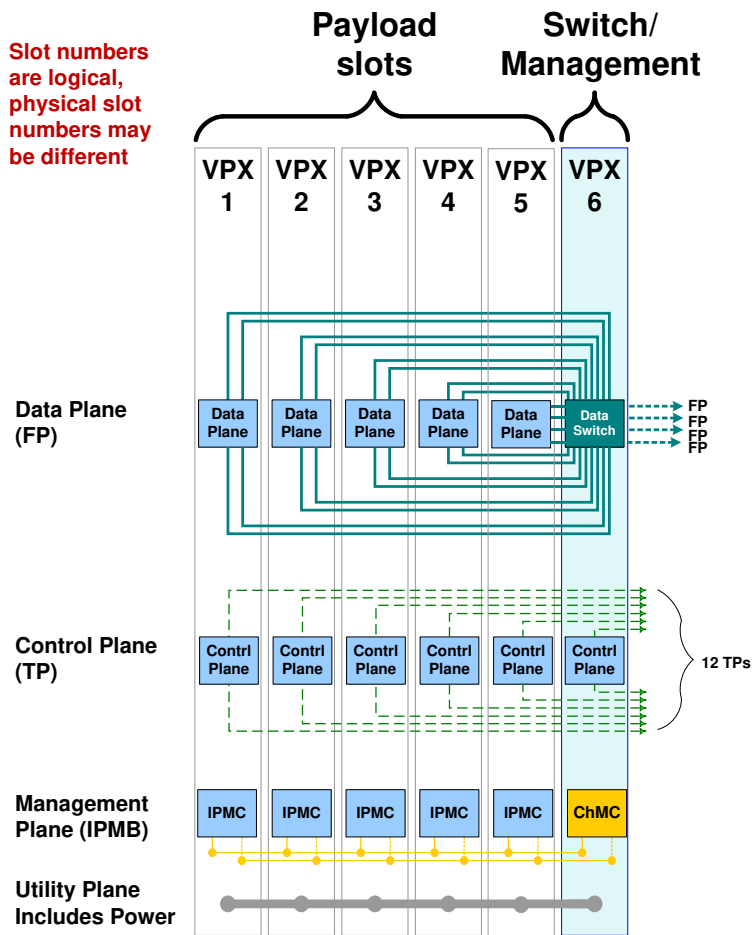 Slot numbers
are logical,
physical slot
numbers may
be different
Payload
slots
Switch/
Management
VPX
1
VPX
2
VPX
3
VPX
4
VPX
5
VPX
6
Data Plane
(FP)
Data
Plane
Data
Plane
Data
Plane
Data
Plane
Data
Plane
Data
Switch
FP
FP
FP
FP
Control Plane
(TP)
Contrl
Plane
Contrl
Plane
Contrl
Plane
Contrl
Plane
Contrl
Plane
Contrl
Plane
12 TPs
Management
Plane (IPMB)
IPMC
IPMC
IPMC
IPMC
IPMC
ChMC
Utility Plane
Includes Power